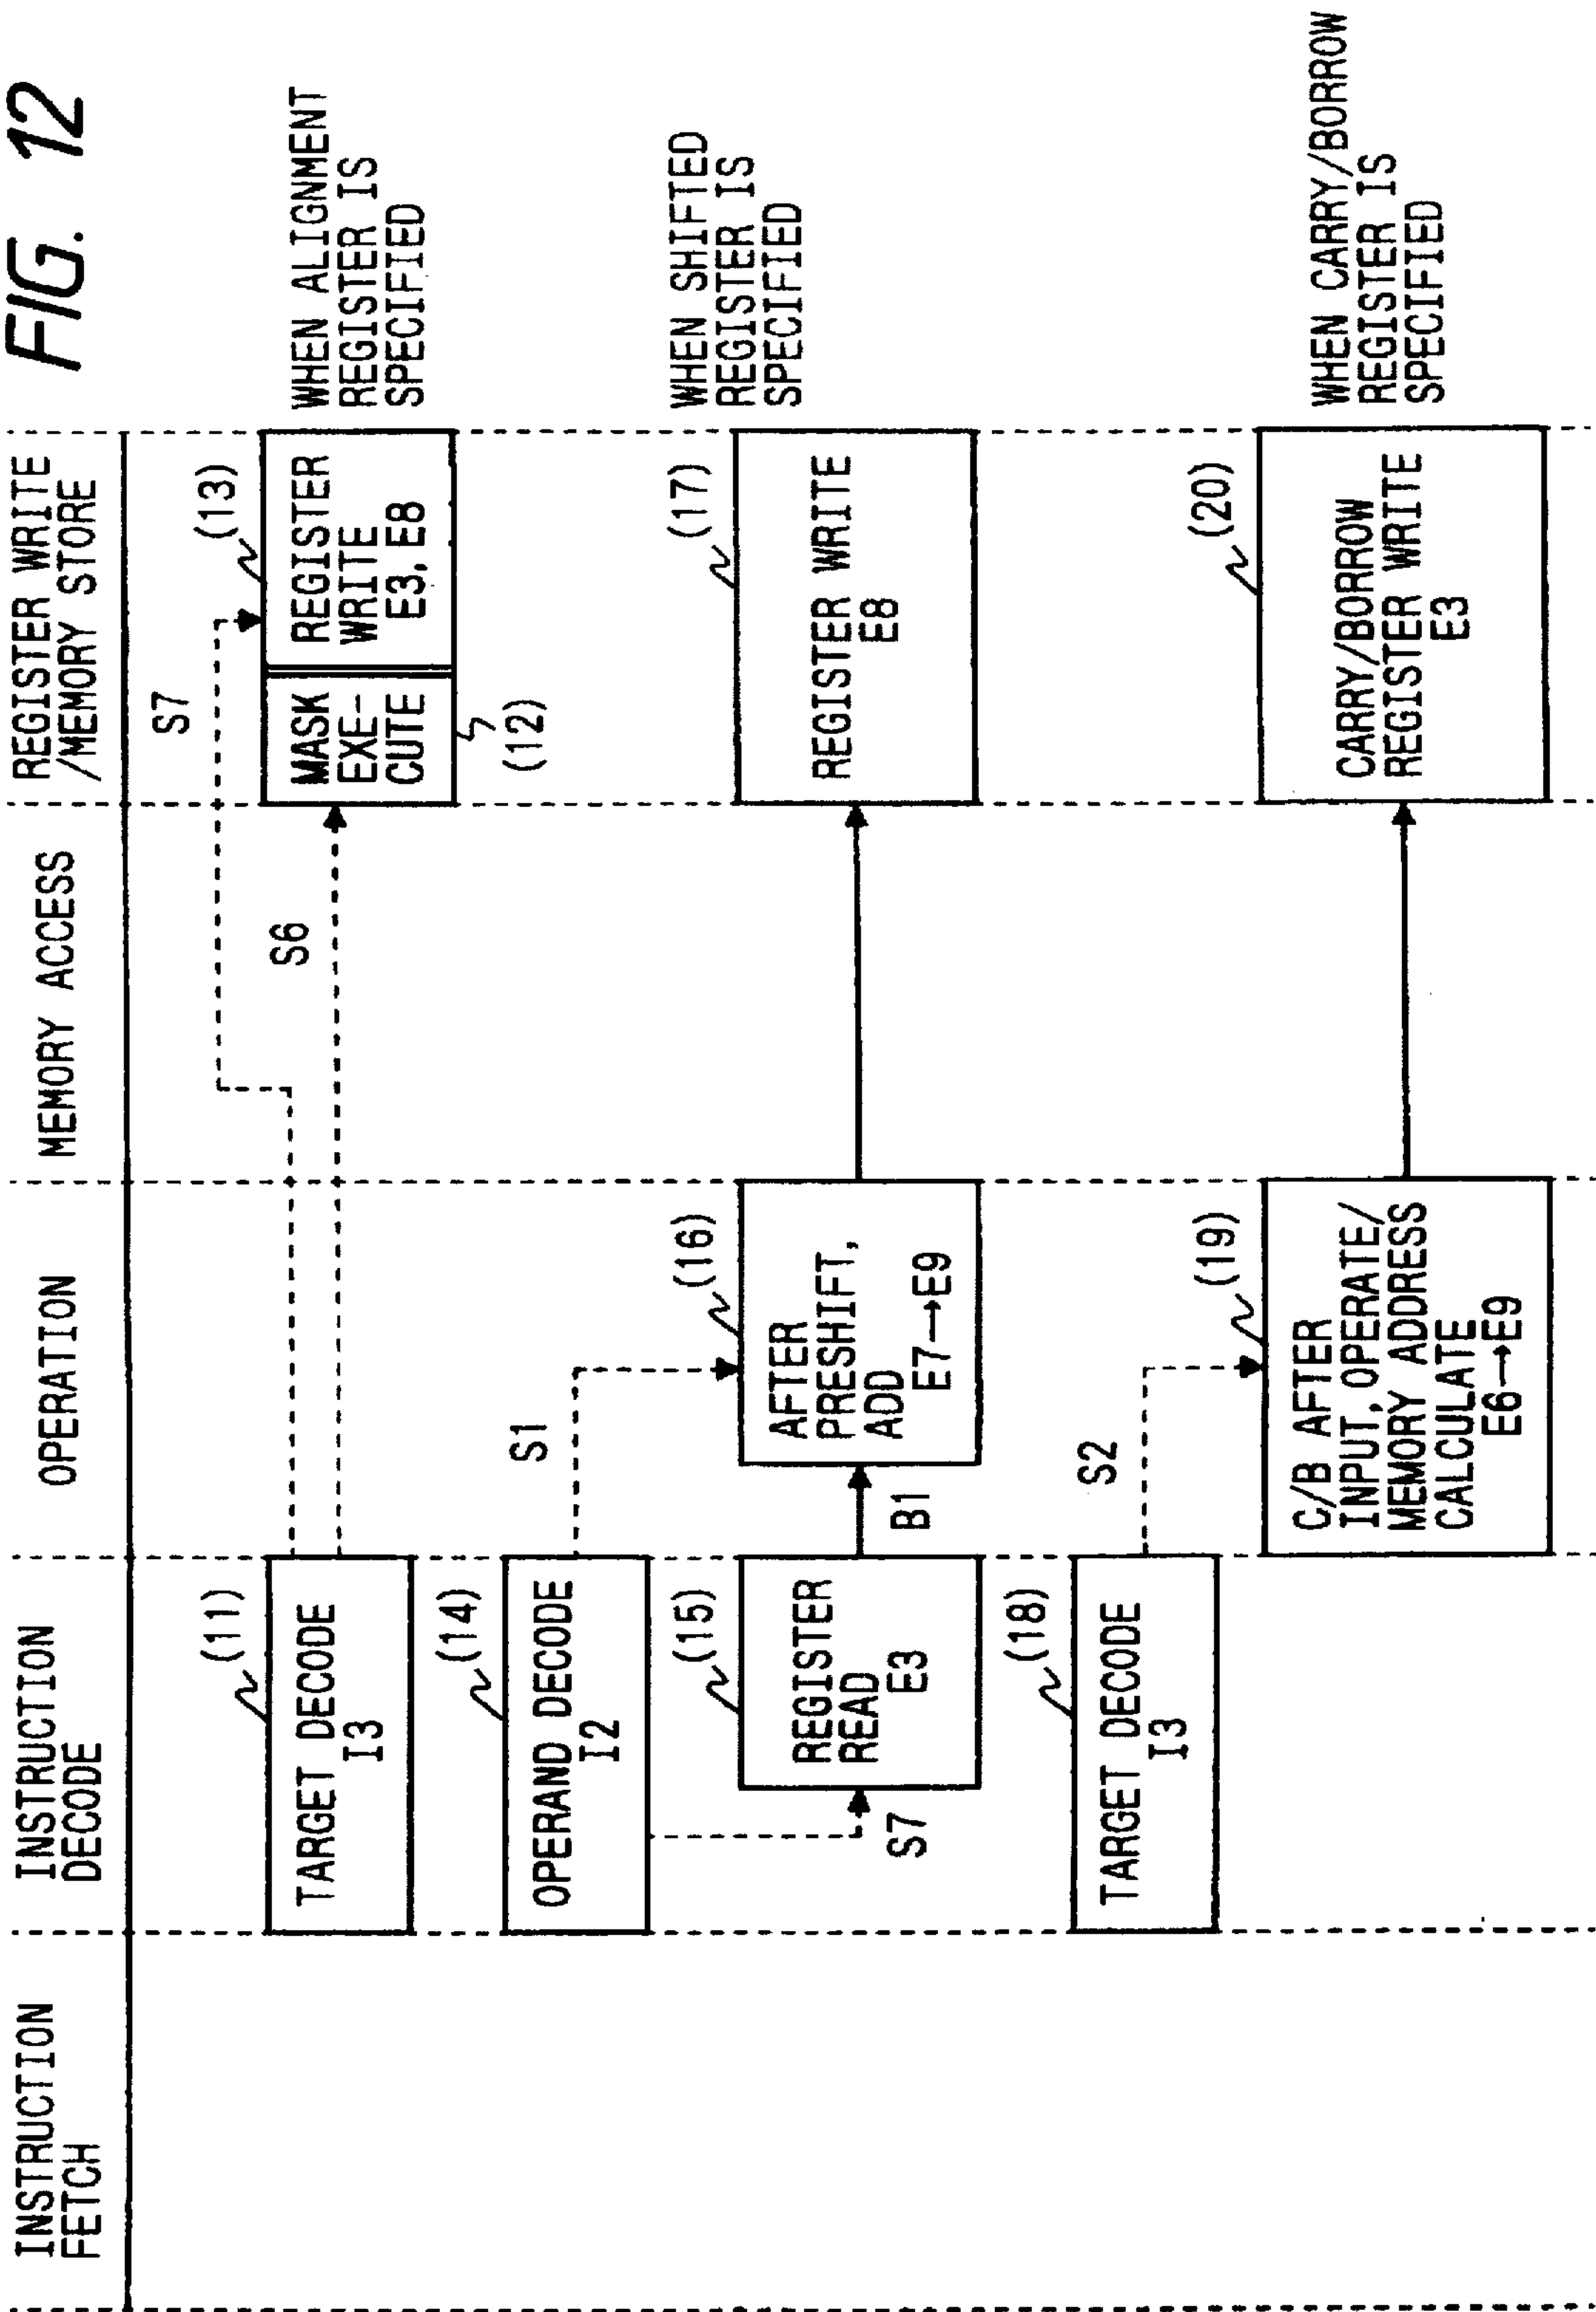 FIG. 12
INSTRUCTION
FETCH
INSTRUCTION
DECODE
OPERATION
MEMORY ACCESS
REGISTER WRITE
/MEMORY STORE
(11)
TARGET DECODE
I3
S6
S7
MASK
EXE-
CUTE
(12)
(13)
REGISTER
WRITE
E3, E8
WHEN ALIGNMENT
REGISTER IS
SPECIFIED
(14)
OPERAND DECODE
I2
S1
S7
(15)
REGISTER
READ
E3
B1
(16)
AFTER
PRESHIFT,
ADD
E7→E9
(17)
REGISTER WRITE
E8
WHEN SHIFTED
REGISTER IS
SPECIFIED
(18)
TARGET DECODE
I3
S2
(19)
C/B AFTER
INPUT, OPERATE/
MEMORY ADDRESS
CALCULATE
E6→E9
(20)
CARRY/BORROW
REGISTER WRITE
E3
WHEN CARRY/BORROW
REGISTER IS
SPECIFIED